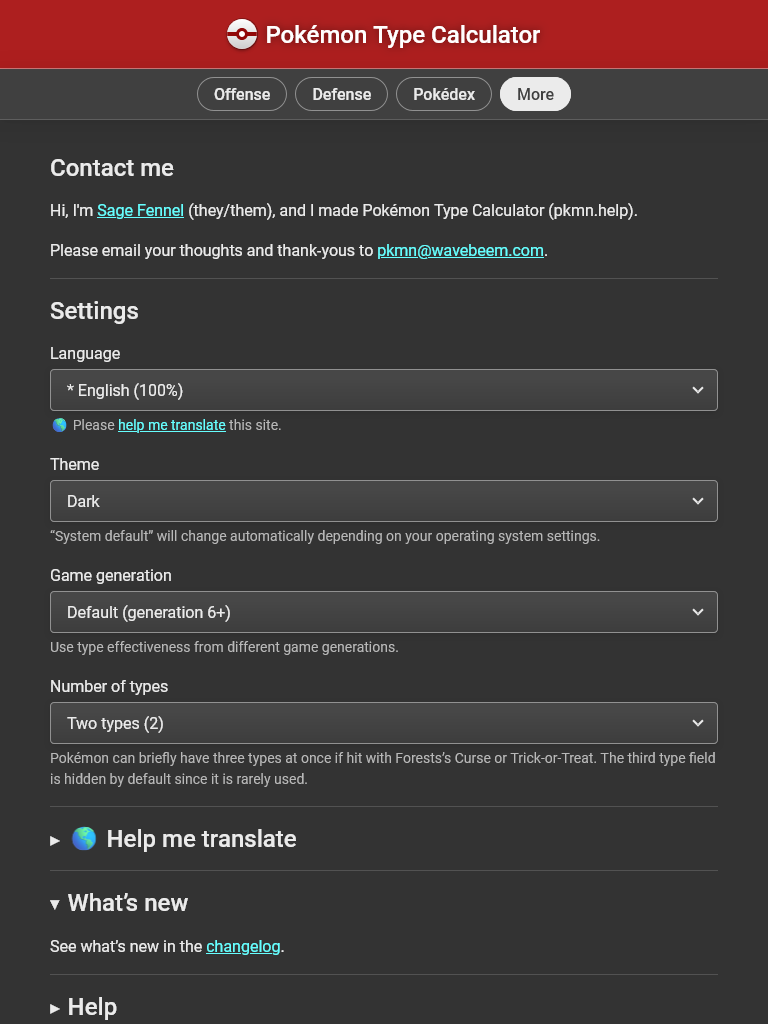 Pokémon Type Calculator
Offense
Defense
Pokédex
More
Contact me
Hi, I'm Sage Fennel (they/them), and I made Pokémon Type Calculator (pkmn.help).
Please email your thoughts and thank-yous to pkmn@wavebeem.com.
Settings
Language
* English (100%)
Please help me translate this site.
Theme
Dark
“System default” will change automatically depending on your operating system settings.
Game generation
Default (generation 6+)
Use type effectiveness from different game generations.
Number of types
Two types (2)
Pokémon can briefly have three types at once if hit with Forests’s Curse or Trick-or-Treat. The third type field
is hidden by default since it is rarely used.
Help me translate
What’s new
See what’s new in the changelog.
Help